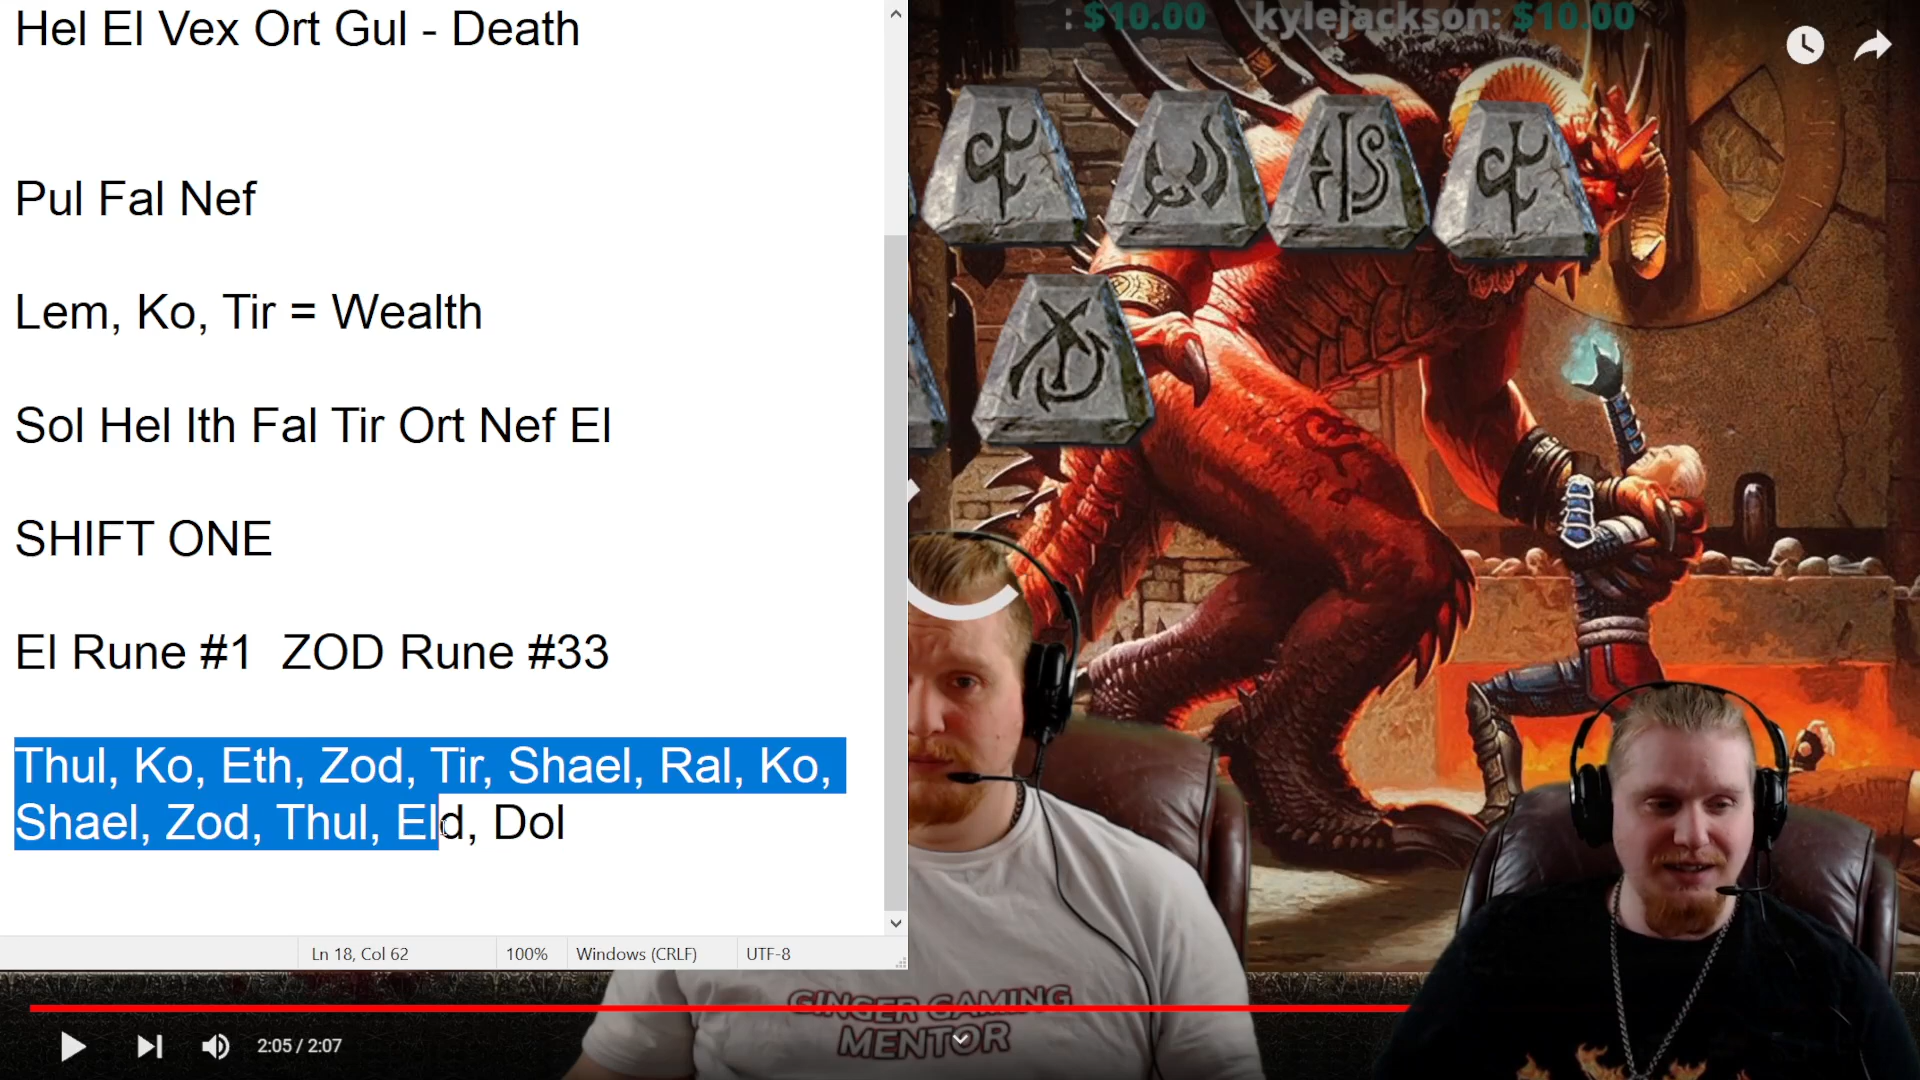 Hel El Vex Ort Gul - Death
: $10.00 kylejackson: $10.00
Pul Fal Nef
Lem, Ko, Tir = Wealth
Sol Hel Ith Fal Tir Ort Nef El
SHIFT ONE
El Rune #1  ZOD Rune #33
Thul, Ko, Eth, Zod, Tir, Shael, Ral, Ko,
Shael, Zod, Thul, Eld, Dol
Ln 18, Col 62 100% Windows (CRLF) UTF-8
GINGER GAMING
MENTOR
2:05 / 2:07